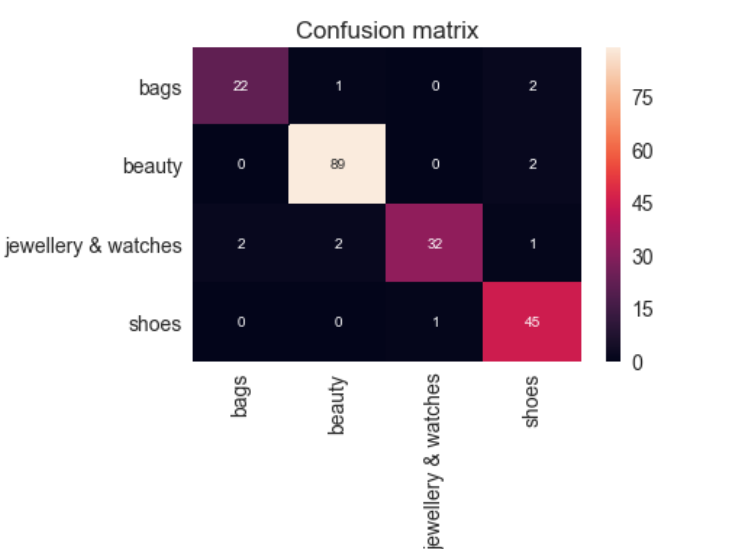 Confusion matrix
bags 22 1 0 2
beauty 0 89 0 2
jewellery & watches 2 2 32 1
shoes 0 0 1 45
bags beauty jewellery & watches shoes
75
60
45
30
15
0